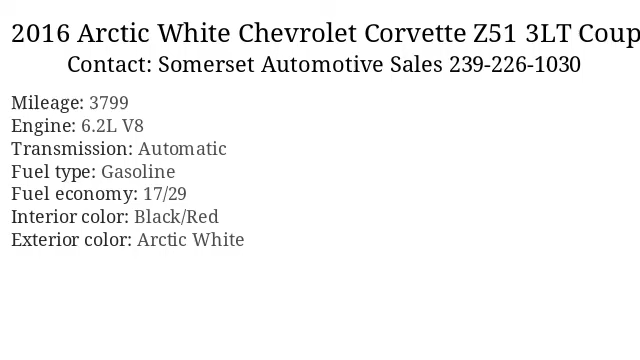 2016 Arctic White Chevrolet Corvette Z51 3LT Coup
Contact: Somerset Automotive Sales 239-226-1030
Mileage: 3799
Engine: 6.2L V8
Transmission: Automatic
Fuel type: Gasoline
Fuel economy: 17/29
Interior color: Black/Red
Exterior color: Arctic White